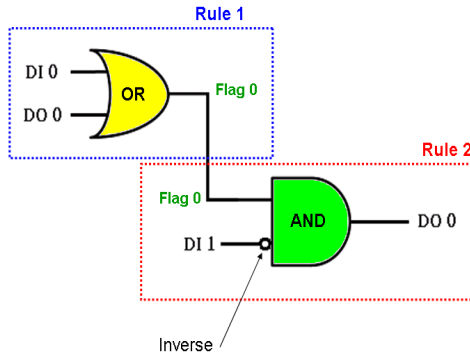 Rule 1
DI 0
OR
Flag 0
DO 0
Rule 2
Flag 0
AND
DO 0
DI 1
Inverse